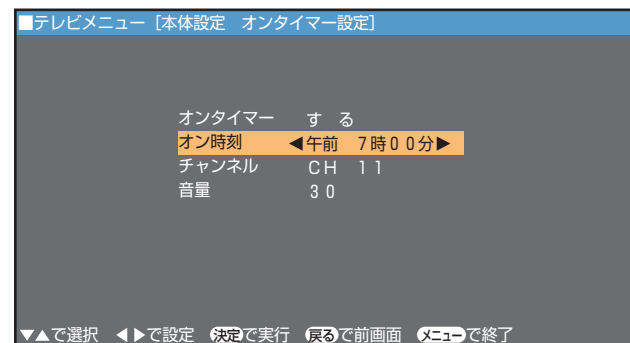 ■テレビメニュー［本体設定　オンタイマー設定］
オンタイマー　する
オン時刻　◀午前　７時００分▶
チャンネル　ＣＨ　１１
音量　３０
▼▲で選択　◀▶で設定　決定で実行　戻るで前画面　メニューで終了